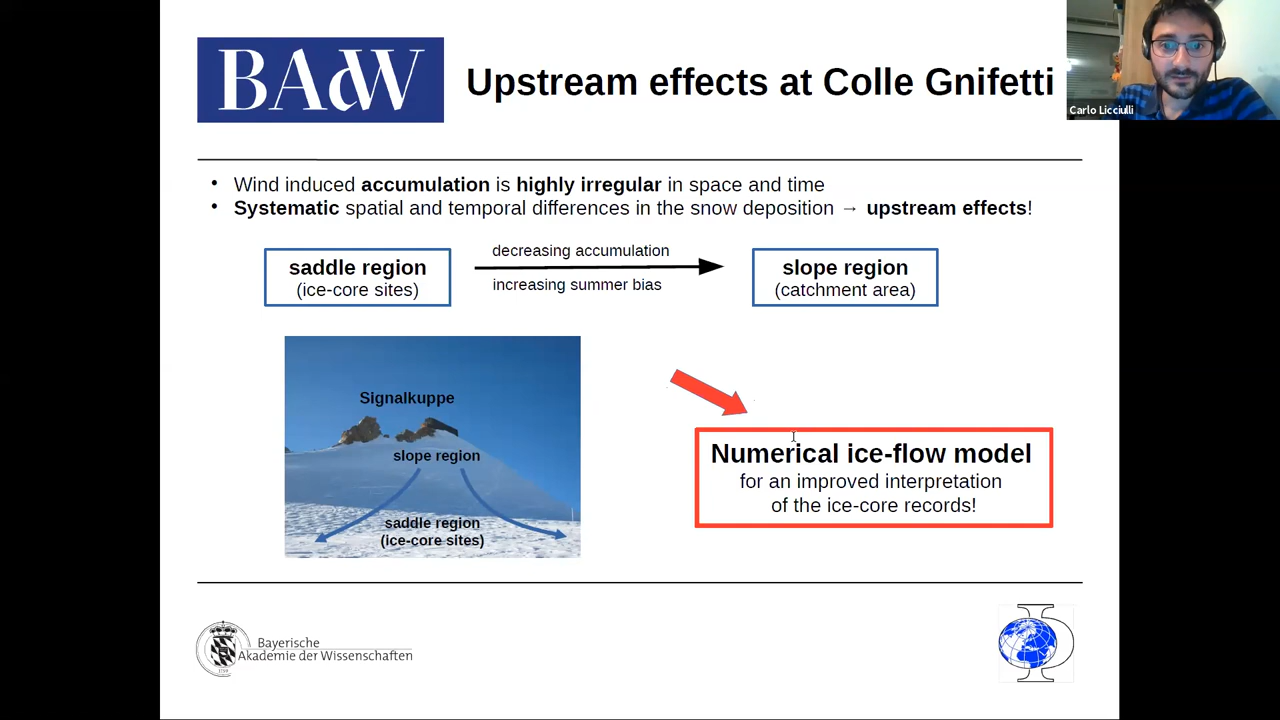 BAdW
Upstream effects at Colle Gnifetti
Carlo Licciulli
• Wind induced accumulation is highly irregular in space and time
• Systematic spatial and temporal differences in the snow deposition → upstream effects!
saddle region
(ice-core sites)
decreasing accumulation
increasing summer bias
slope region
(catchment area)
Signalkuppe
slope region
saddle region
(ice-core sites)
Numerical ice-flow model
for an improved interpretation
of the ice-core records!
Bayerische
Akademie der Wissenschaften
1759